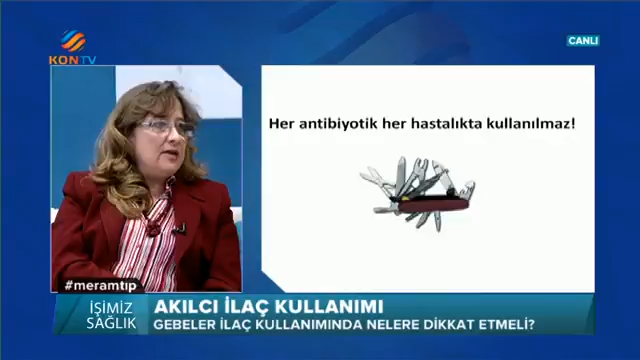 KONTV
CANLI
Her antibiyotik her hastalıkta kullanılmaz!
#meramtıp
İŞİMİZ
SAĞLIK
AKILCI İLAÇ KULLANIMI
GEBELER İLAÇ KULLANIMINDA NELERE DİKKAT ETMELİ?